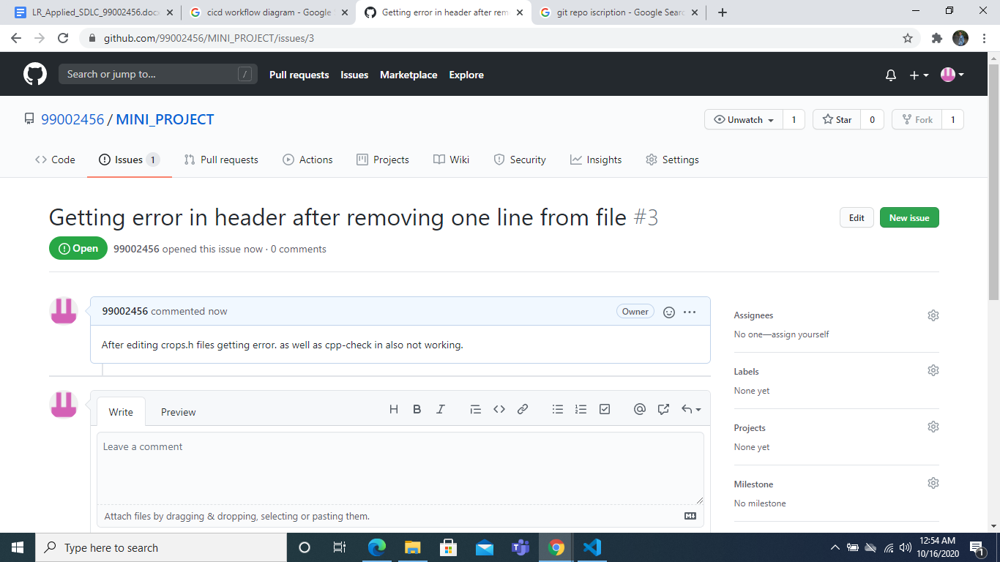 LR_Applied_SDLC_99002456.docx
cicd workflow diagram - Google S
Getting error in header after rem
git repo iscription - Google Search
github.com/99002456/MINI_PROJECT/issues/3
Search or jump to... /
Pull requests Issues Marketplace Explore
99002456 / MINI_PROJECT
Unwatch 1 Star 0 Fork 1
Code Issues 1 Pull requests Actions Projects Wiki Security Insights Settings
Getting error in header after removing one line from file #3
Edit New issue
Open 99002456 opened this issue now · 0 comments
99002456 commented now Owner
After editing crops.h files getting error. as well as cpp-check in also not working.
Write Preview
H B I
Leave a comment
Attach files by dragging & dropping, selecting or pasting them.
Assignees
No one—assign yourself
Labels
None yet
Projects
None yet
Milestone
No milestone
Type here to search
12:54 AM
10/16/2020
1